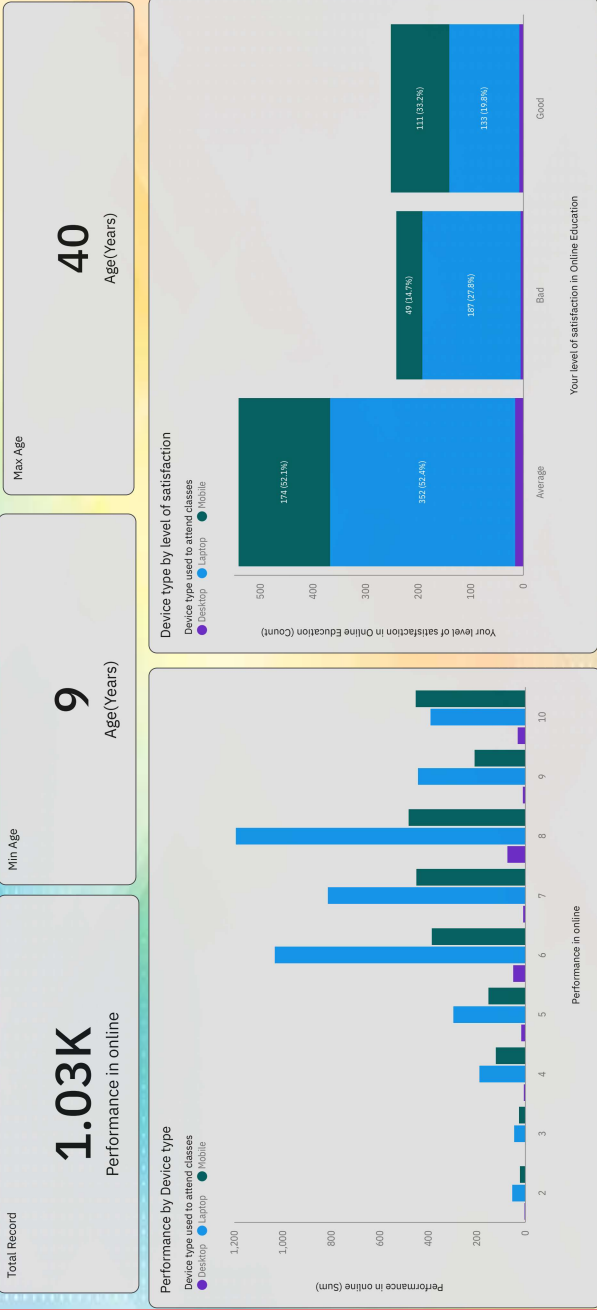 Total Record
1.03K
Performance in online
Min Age
9
Age(Years)
Max Age
40
Age(Years)
Performance by Device type
Device type used to attend classes
Desktop Laptop Mobile
Performance in online (Sum)
1,200
1,000
800
600
400
200
0
2 3 4 5 6 7 8 9 10
Performance in online
Device type by level of satisfaction
Device type used to attend classes
Desktop Laptop Mobile
Your level of satisfaction in Online Education (Count)
500
400
300
200
100
0
174 (52.1%)
352 (52.4%)
49 (14.7%)
187 (27.8%)
111 (33.2%)
133 (19.8%)
Average Bad Good
Your level of satisfaction in Online Education